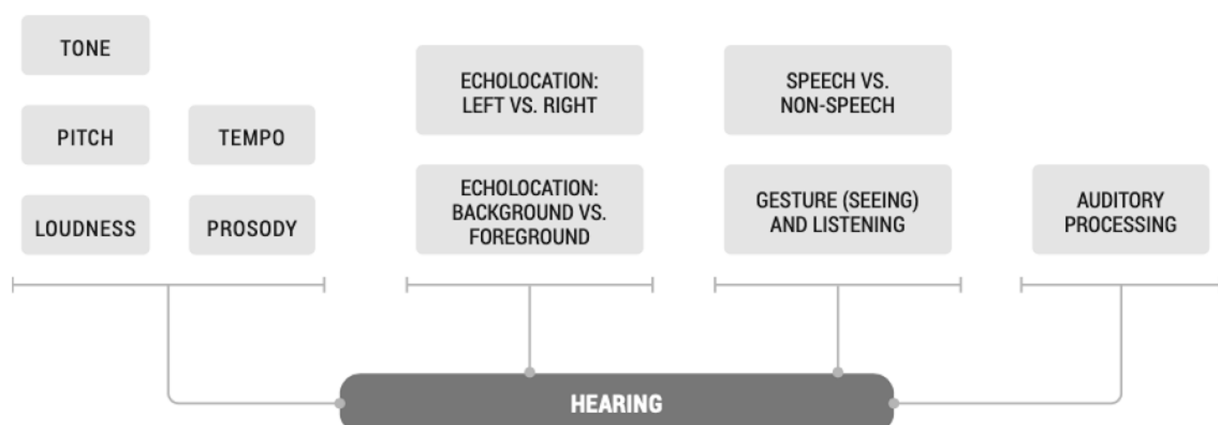 TONE
PITCH
TEMPO
LOUDNESS
PROSODY
ECHOLOCATION:
LEFT VS. RIGHT
ECHOLOCATION:
BACKGROUND VS.
FOREGROUND
SPEECH VS.
NON-SPEECH
GESTURE (SEEING)
AND LISTENING
AUDITORY
PROCESSING
HEARING